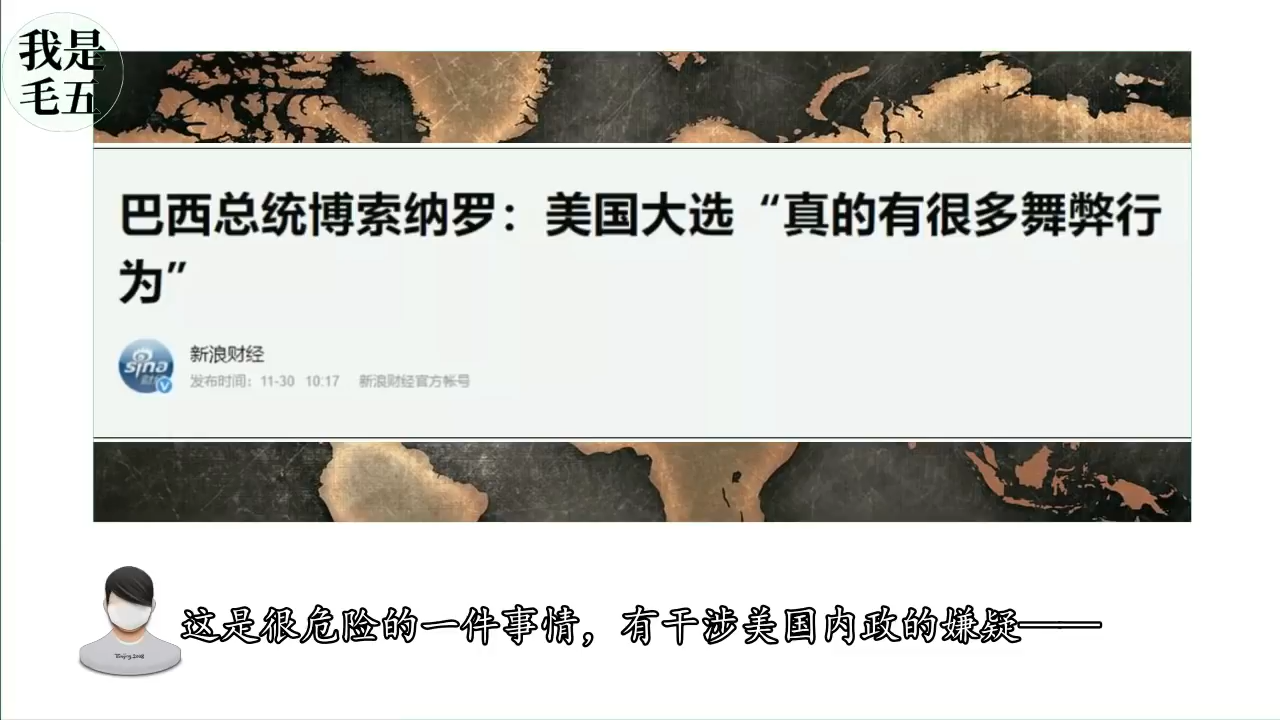 我是
毛五
巴西总统博索纳罗：美国大选“真的有很多舞弊行
为”
sina
财经
新浪财经
发布时间：11-30 10:17 新浪财经官方帐号
这是很危险的一件事情，有干涉美国内政的嫌疑——